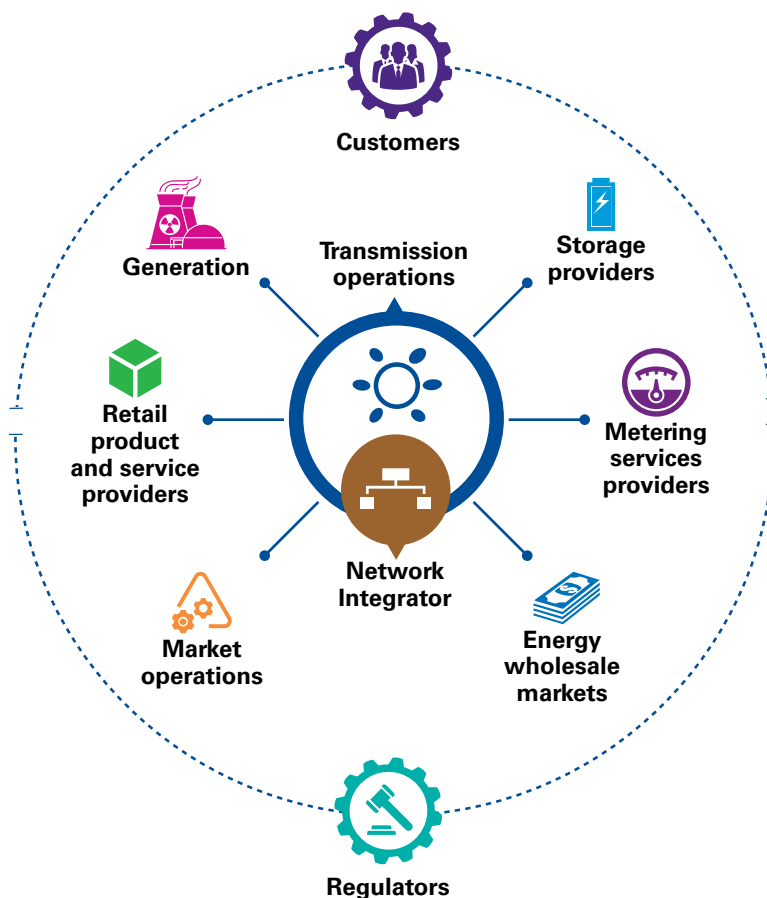 Customers
Generation
Transmission
operations
Storage
providers
Retail
product
and service
providers
Metering
services
providers
Network
Integrator
Market
operations
Energy
wholesale
markets
Regulators